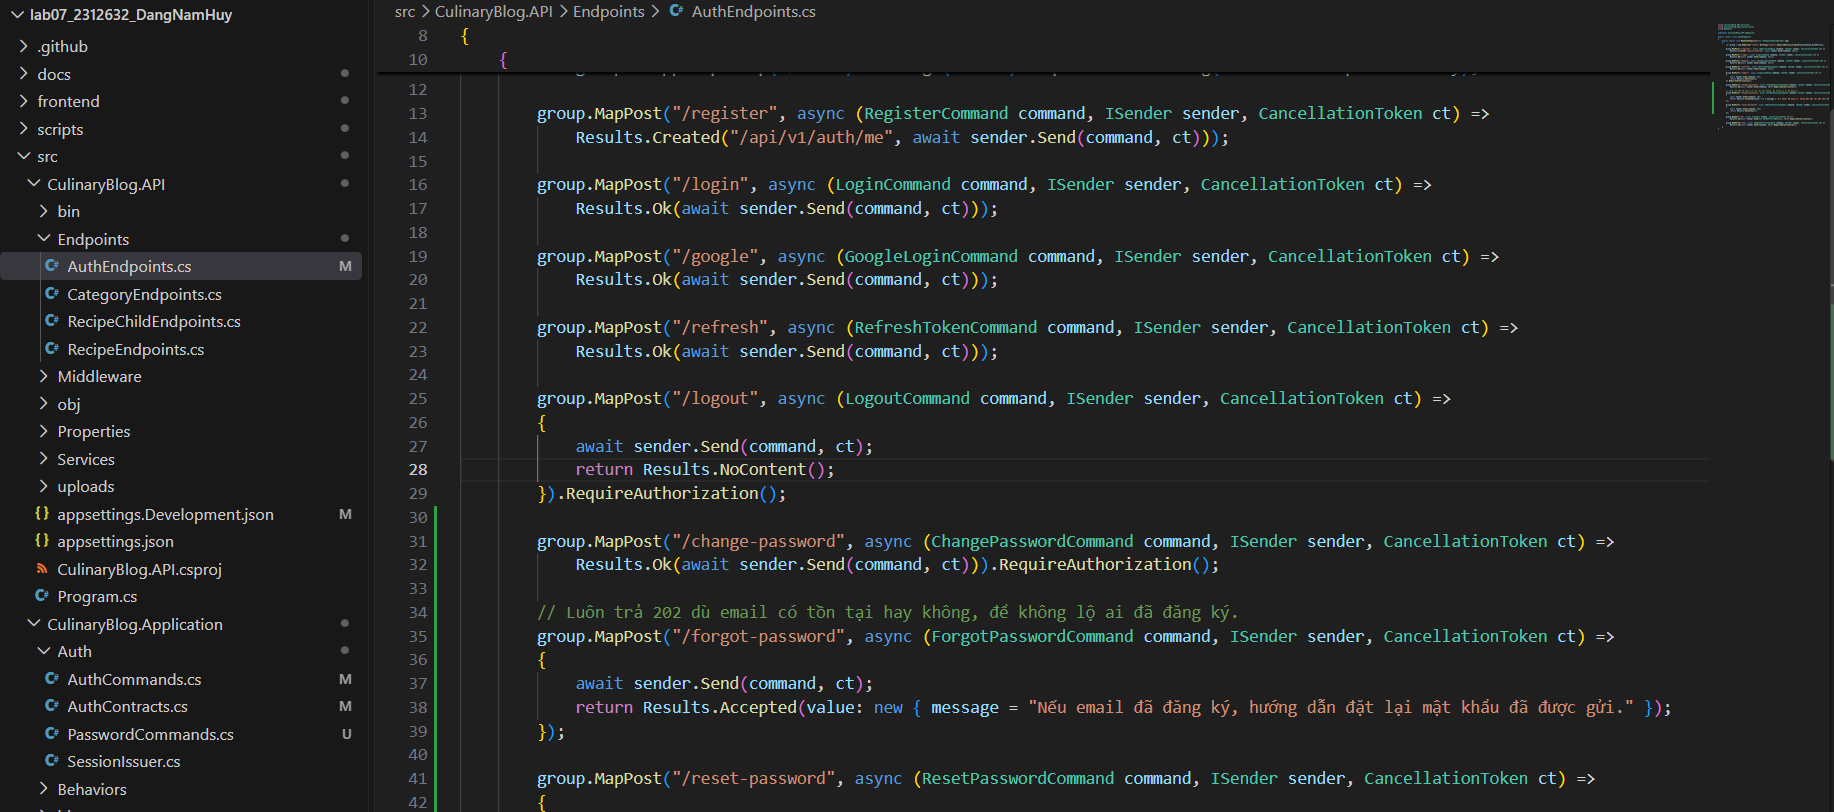 lab07_2312632_DangNamHuy
.github
docs
frontend
scripts
src
CulinaryBlog.API
bin
Endpoints
AuthEndpoints.cs M
CategoryEndpoints.cs
RecipeChildEndpoints.cs
RecipeEndpoints.cs
Middleware
obj
Properties
Services
uploads
appsettings.Development.json M
appsettings.json
CulinaryBlog.API.csproj
Program.cs
CulinaryBlog.Application
Auth
AuthCommands.cs M
AuthContracts.cs M
PasswordCommands.cs U
SessionIssuer.cs
Behaviors
src > CulinaryBlog.API > Endpoints > AuthEndpoints.cs
8 {
10 {
12
13 group.MapPost("/register", async (RegisterCommand command, ISender sender, CancellationToken ct) =>
14 Results.Created("/api/v1/auth/me", await sender.Send(command, ct)));
15
16 group.MapPost("/login", async (LoginCommand command, ISender sender, CancellationToken ct) =>
17 Results.Ok(await sender.Send(command, ct)));
18
19 group.MapPost("/google", async (GoogleLoginCommand command, ISender sender, CancellationToken ct) =>
20 Results.Ok(await sender.Send(command, ct)));
21
22 group.MapPost("/refresh", async (RefreshTokenCommand command, ISender sender, CancellationToken ct) =>
23 Results.Ok(await sender.Send(command, ct)));
24
25 group.MapPost("/logout", async (LogoutCommand command, ISender sender, CancellationToken ct) =>
26 {
27 await sender.Send(command, ct);
28 return Results.NoContent();
29 }).RequireAuthorization();
30
31 group.MapPost("/change-password", async (ChangePasswordCommand command, ISender sender, CancellationToken ct) =>
32 Results.Ok(await sender.Send(command, ct))).RequireAuthorization();
33
34 // Luôn trả 202 dù email có tồn tại hay không, để không lộ ai đã đăng ký.
35 group.MapPost("/forgot-password", async (ForgotPasswordCommand command, ISender sender, CancellationToken ct) =>
36 {
37 await sender.Send(command, ct);
38 return Results.Accepted(value: new { message = "Nếu email đã đăng ký, hướng dẫn đặt lại mật khẩu đã được gửi." });
39 });
40
41 group.MapPost("/reset-password", async (ResetPasswordCommand command, ISender sender, CancellationToken ct) =>
42 {